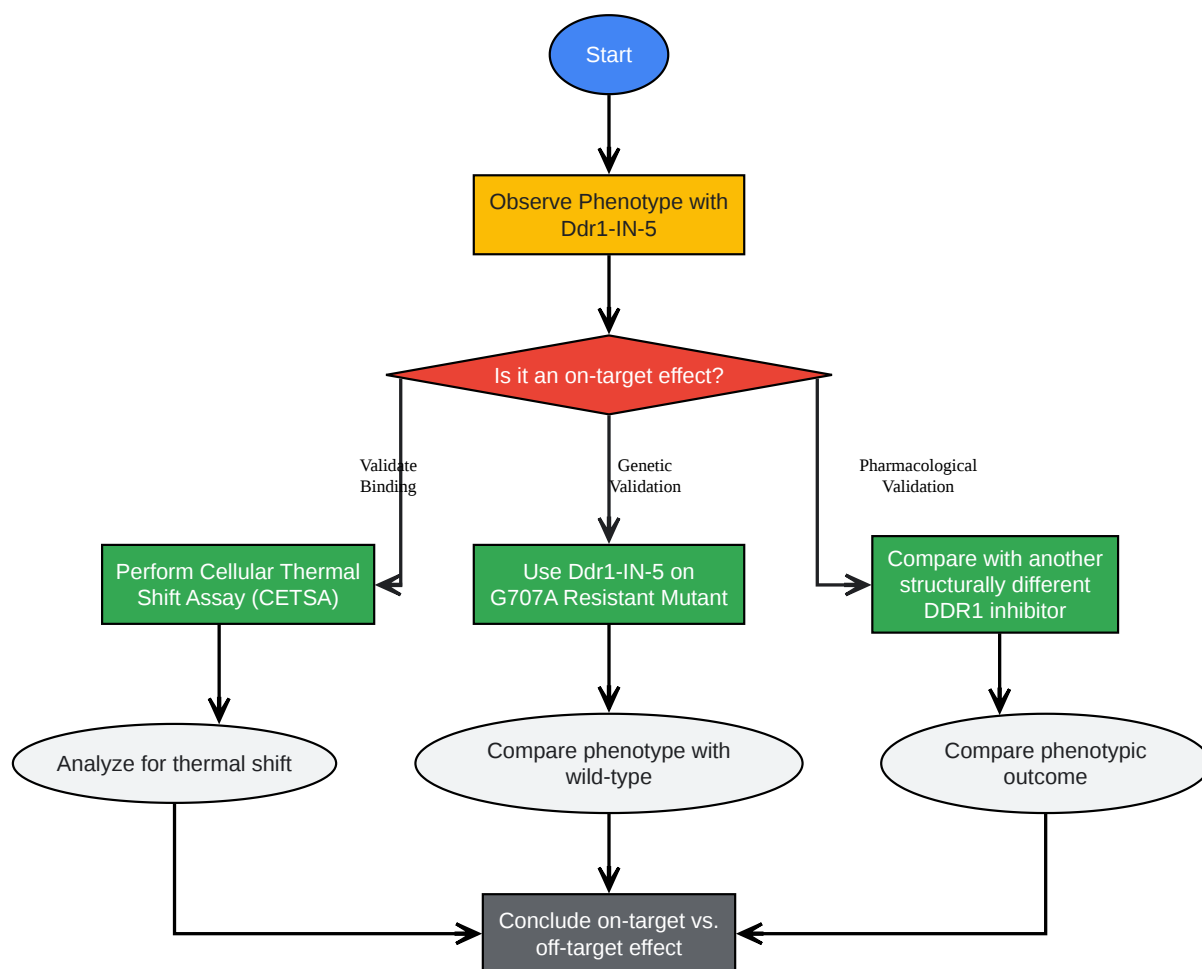 Start
Observe Phenotype with
Ddr1-IN-5
Is it an on-target effect?
Validate
Binding
Genetic
Validation
Pharmacological
Validation
Perform Cellular Thermal
Shift Assay (CETSA)
Use Ddr1-IN-5 on
G707A Resistant Mutant
Compare with another
structurally different
DDR1 inhibitor
Analyze for thermal shift
Compare phenotype with
wild-type
Compare phenotypic
outcome
Conclude on-target vs.
off-target effect